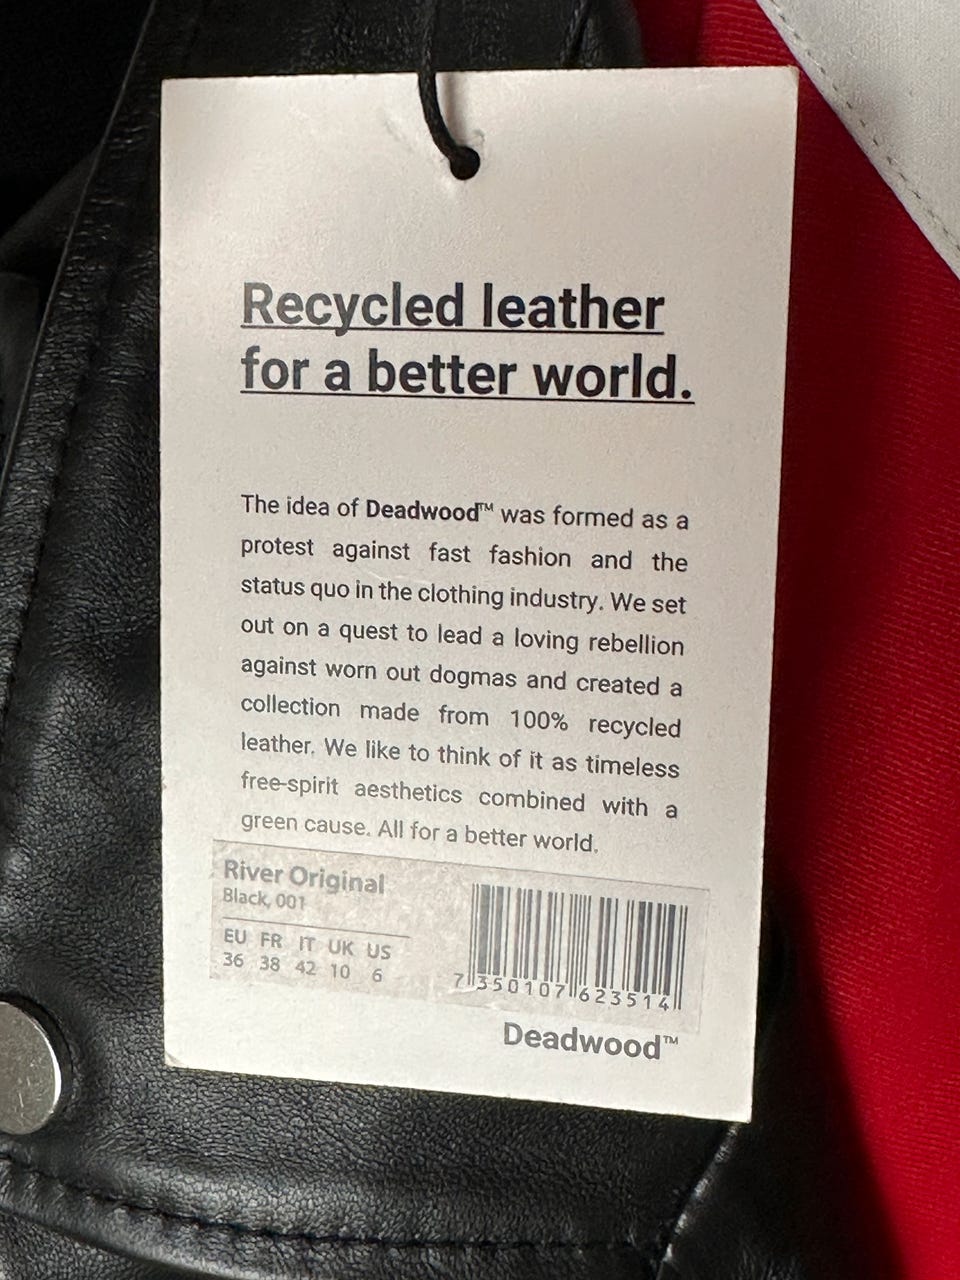 Recycled leather
for a better world.
The idea of Deadwood™ was formed as a
protest against fast fashion and the
status quo in the clothing industry. We set
out on a quest to lead a loving rebellion
against worn out dogmas and created a
collection made from 100% recycled
leather. We like to think of it as timeless
free-spirit aesthetics combined with a
green cause. All for a better world.
River Original
Black, 001
EU FR IT UK US
36 38 42 10 6
7 350107 623514
Deadwood™